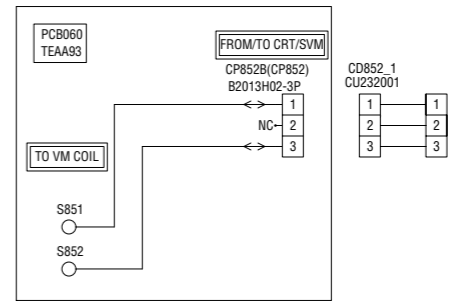 PCB060
TEAA93
FROM/TO CRT/SVM
CP852B(CP852)
B2013H02-3P
CD852_1
CU232001
1
NC 2
3
1 1
2 2
3 3
TO VM COIL
S851
S852